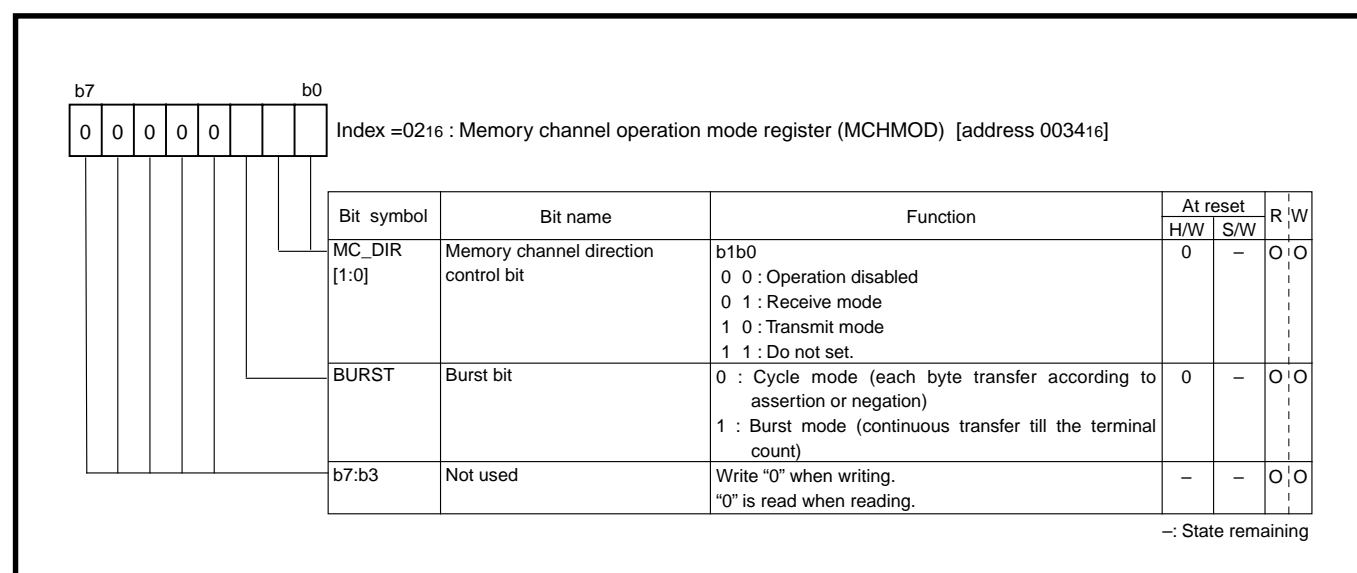 b7 b0
0 0 0 0 0 Index =0216 : Memory channel operation mode register (MCHMOD) [address 003416]
Bit symbol Bit name Function At reset R W
H/W S/W
MC_DIR Memory channel direction b1b0 0 – O O
[1:0] control bit 0 0 : Operation disabled
0 1 : Receive mode
1 0 : Transmit mode
1 1 : Do not set.
BURST Burst bit 0 : Cycle mode (each byte transfer according to 0 – O O
assertion or negation)
1 : Burst mode (continuous transfer till the terminal
count)
b7:b3 Not used Write “0” when writing. – – O O
“0” is read when reading.
–: State remaining